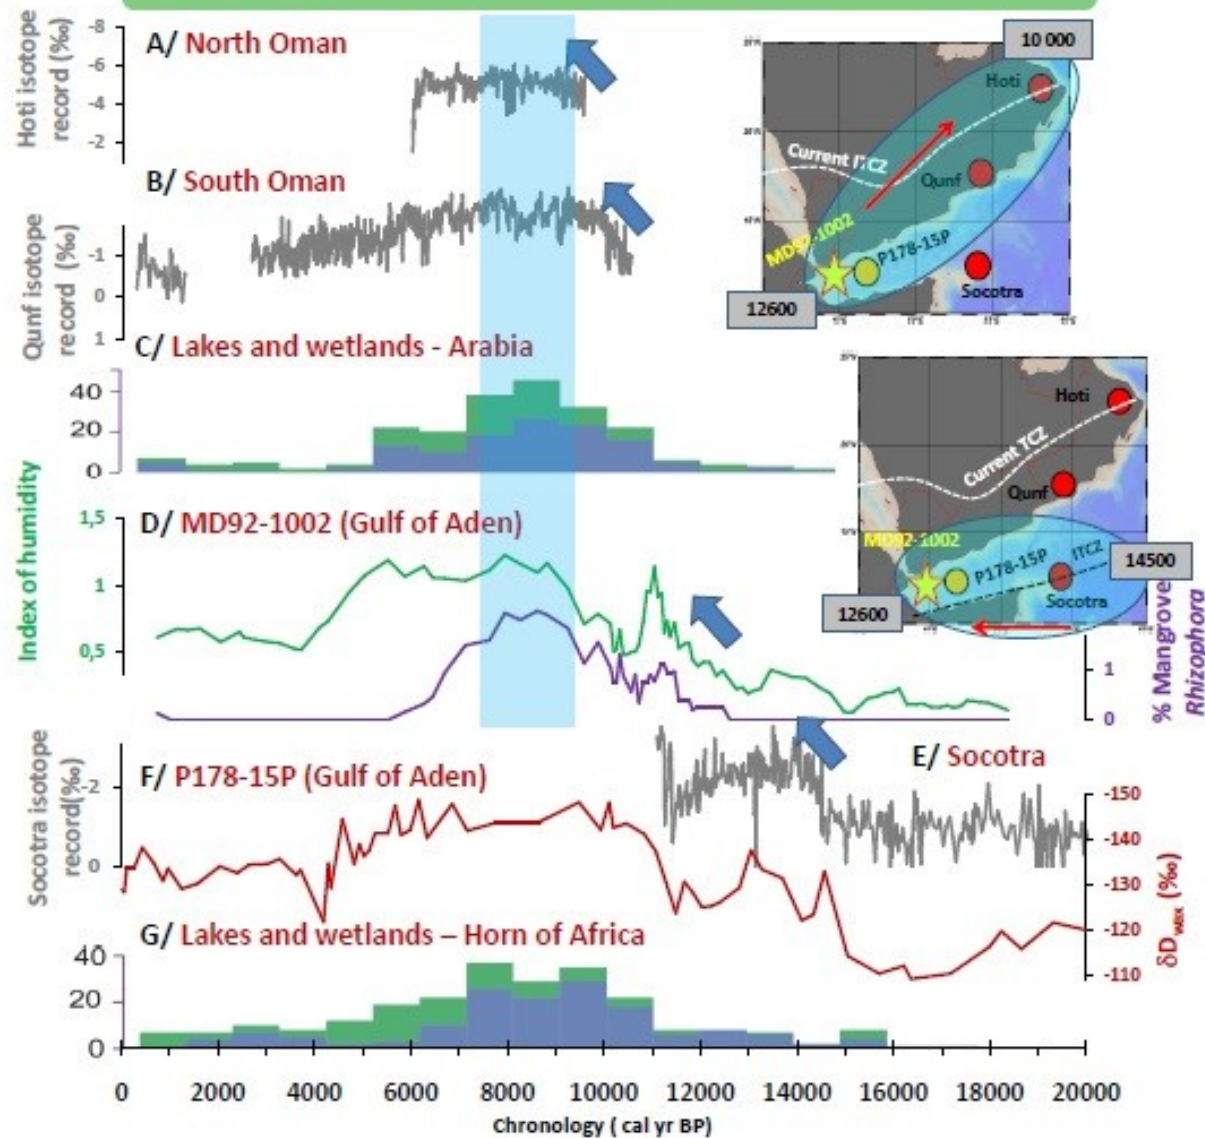 Hoti isotope
record (‰)
-8
-6
-4
-2
A/ North Oman
10 000
Hoti
Current ITCZ
Qunf
MD92-1002
P178-15P
Socotra
12600
B/ South Oman
Qunf isotope
record (‰)
-1
0
1
C/ Lakes and wetlands - Arabia
40
20
0
Hoti
Current TCZ
Qunf
MD92-1002
P178-15P
ITCZ
14500
Socotra
12600
Index of humidity
1,5
1
0,5
D/ MD92-1002 (Gulf of Aden)
% Mangrove
Rhizophora
1
0
E/ Socotra
Socotra isotope
record(‰)
-2
0
F/ P178-15P (Gulf of Aden)
-150
-140
-130
-120
-110
δDwax (‰)
G/ Lakes and wetlands – Horn of Africa
40
20
0
0 2000 4000 6000 8000 10000 12000 14000 16000 18000 20000
Chronology ( cal yr BP)